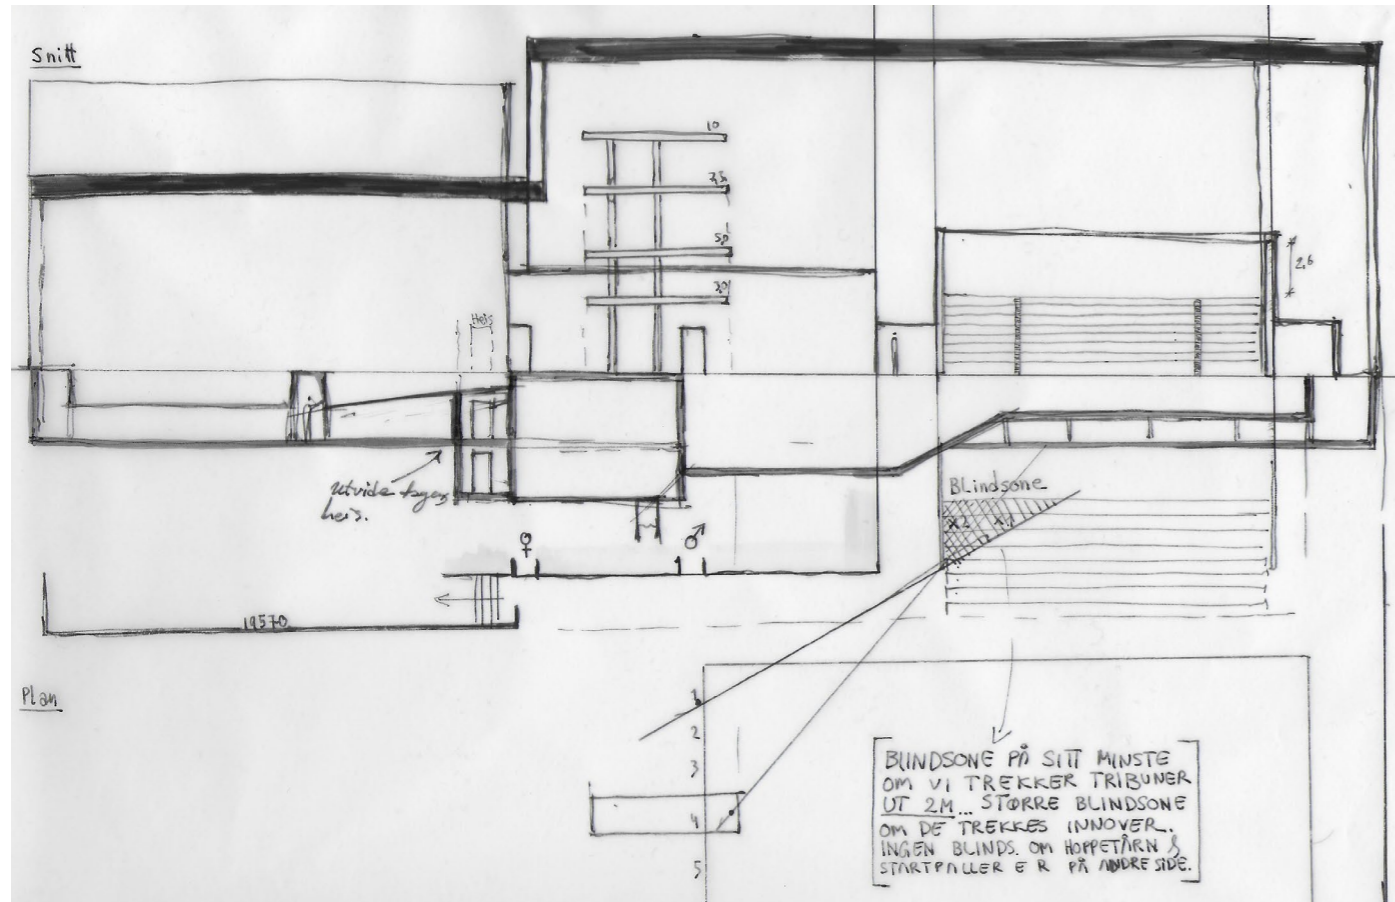 Snitt
10
7,5
5,0
3,0
2,6
Heis
Utvide
heis.
Blindsone
x2 x1
♀ ♂
19570
Plan
1
2
3
4
5
BLINDSONE PÅ SITT MINSTE
OM VI TREKKER TRIBUNER
UT 2M... STØRRE BLINDSONE
OM DE TREKKES INNOVER.
INGEN BLINDS. OM HOPPETÅRN &
STARTPALLER ER PÅ ANDRE SIDE.